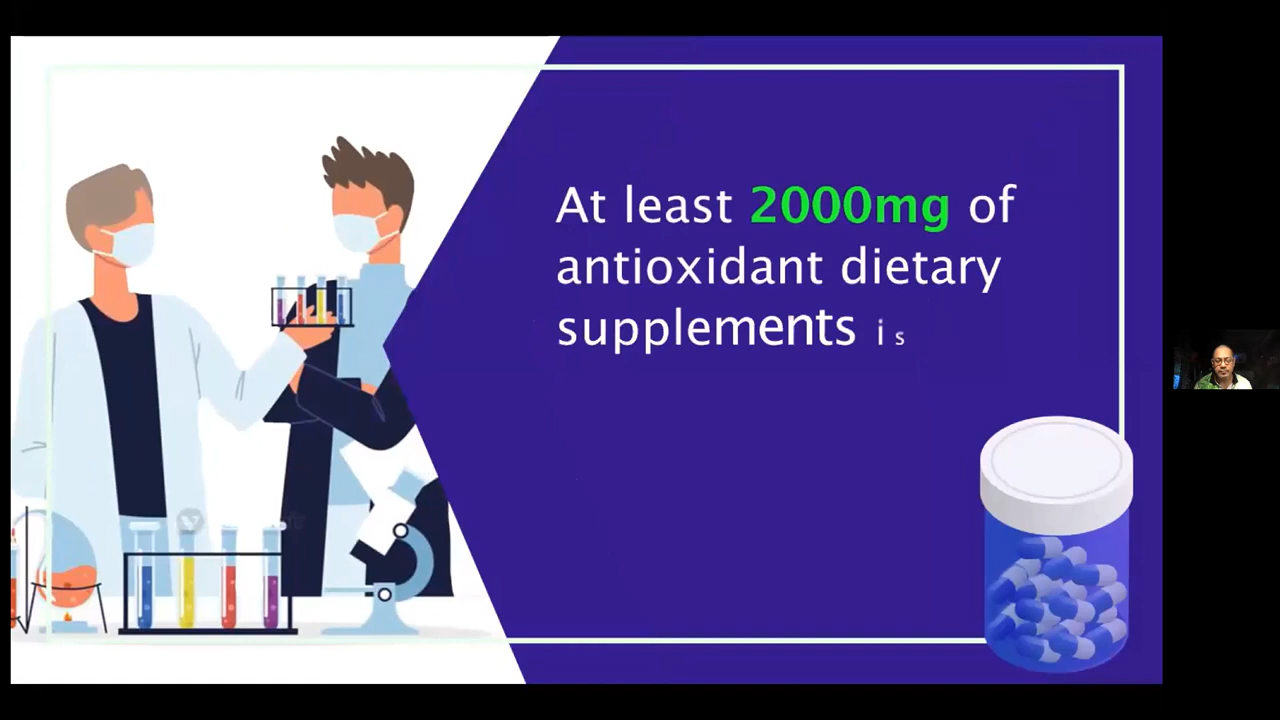 At least 2000mg of
antioxidant dietary
supplements is